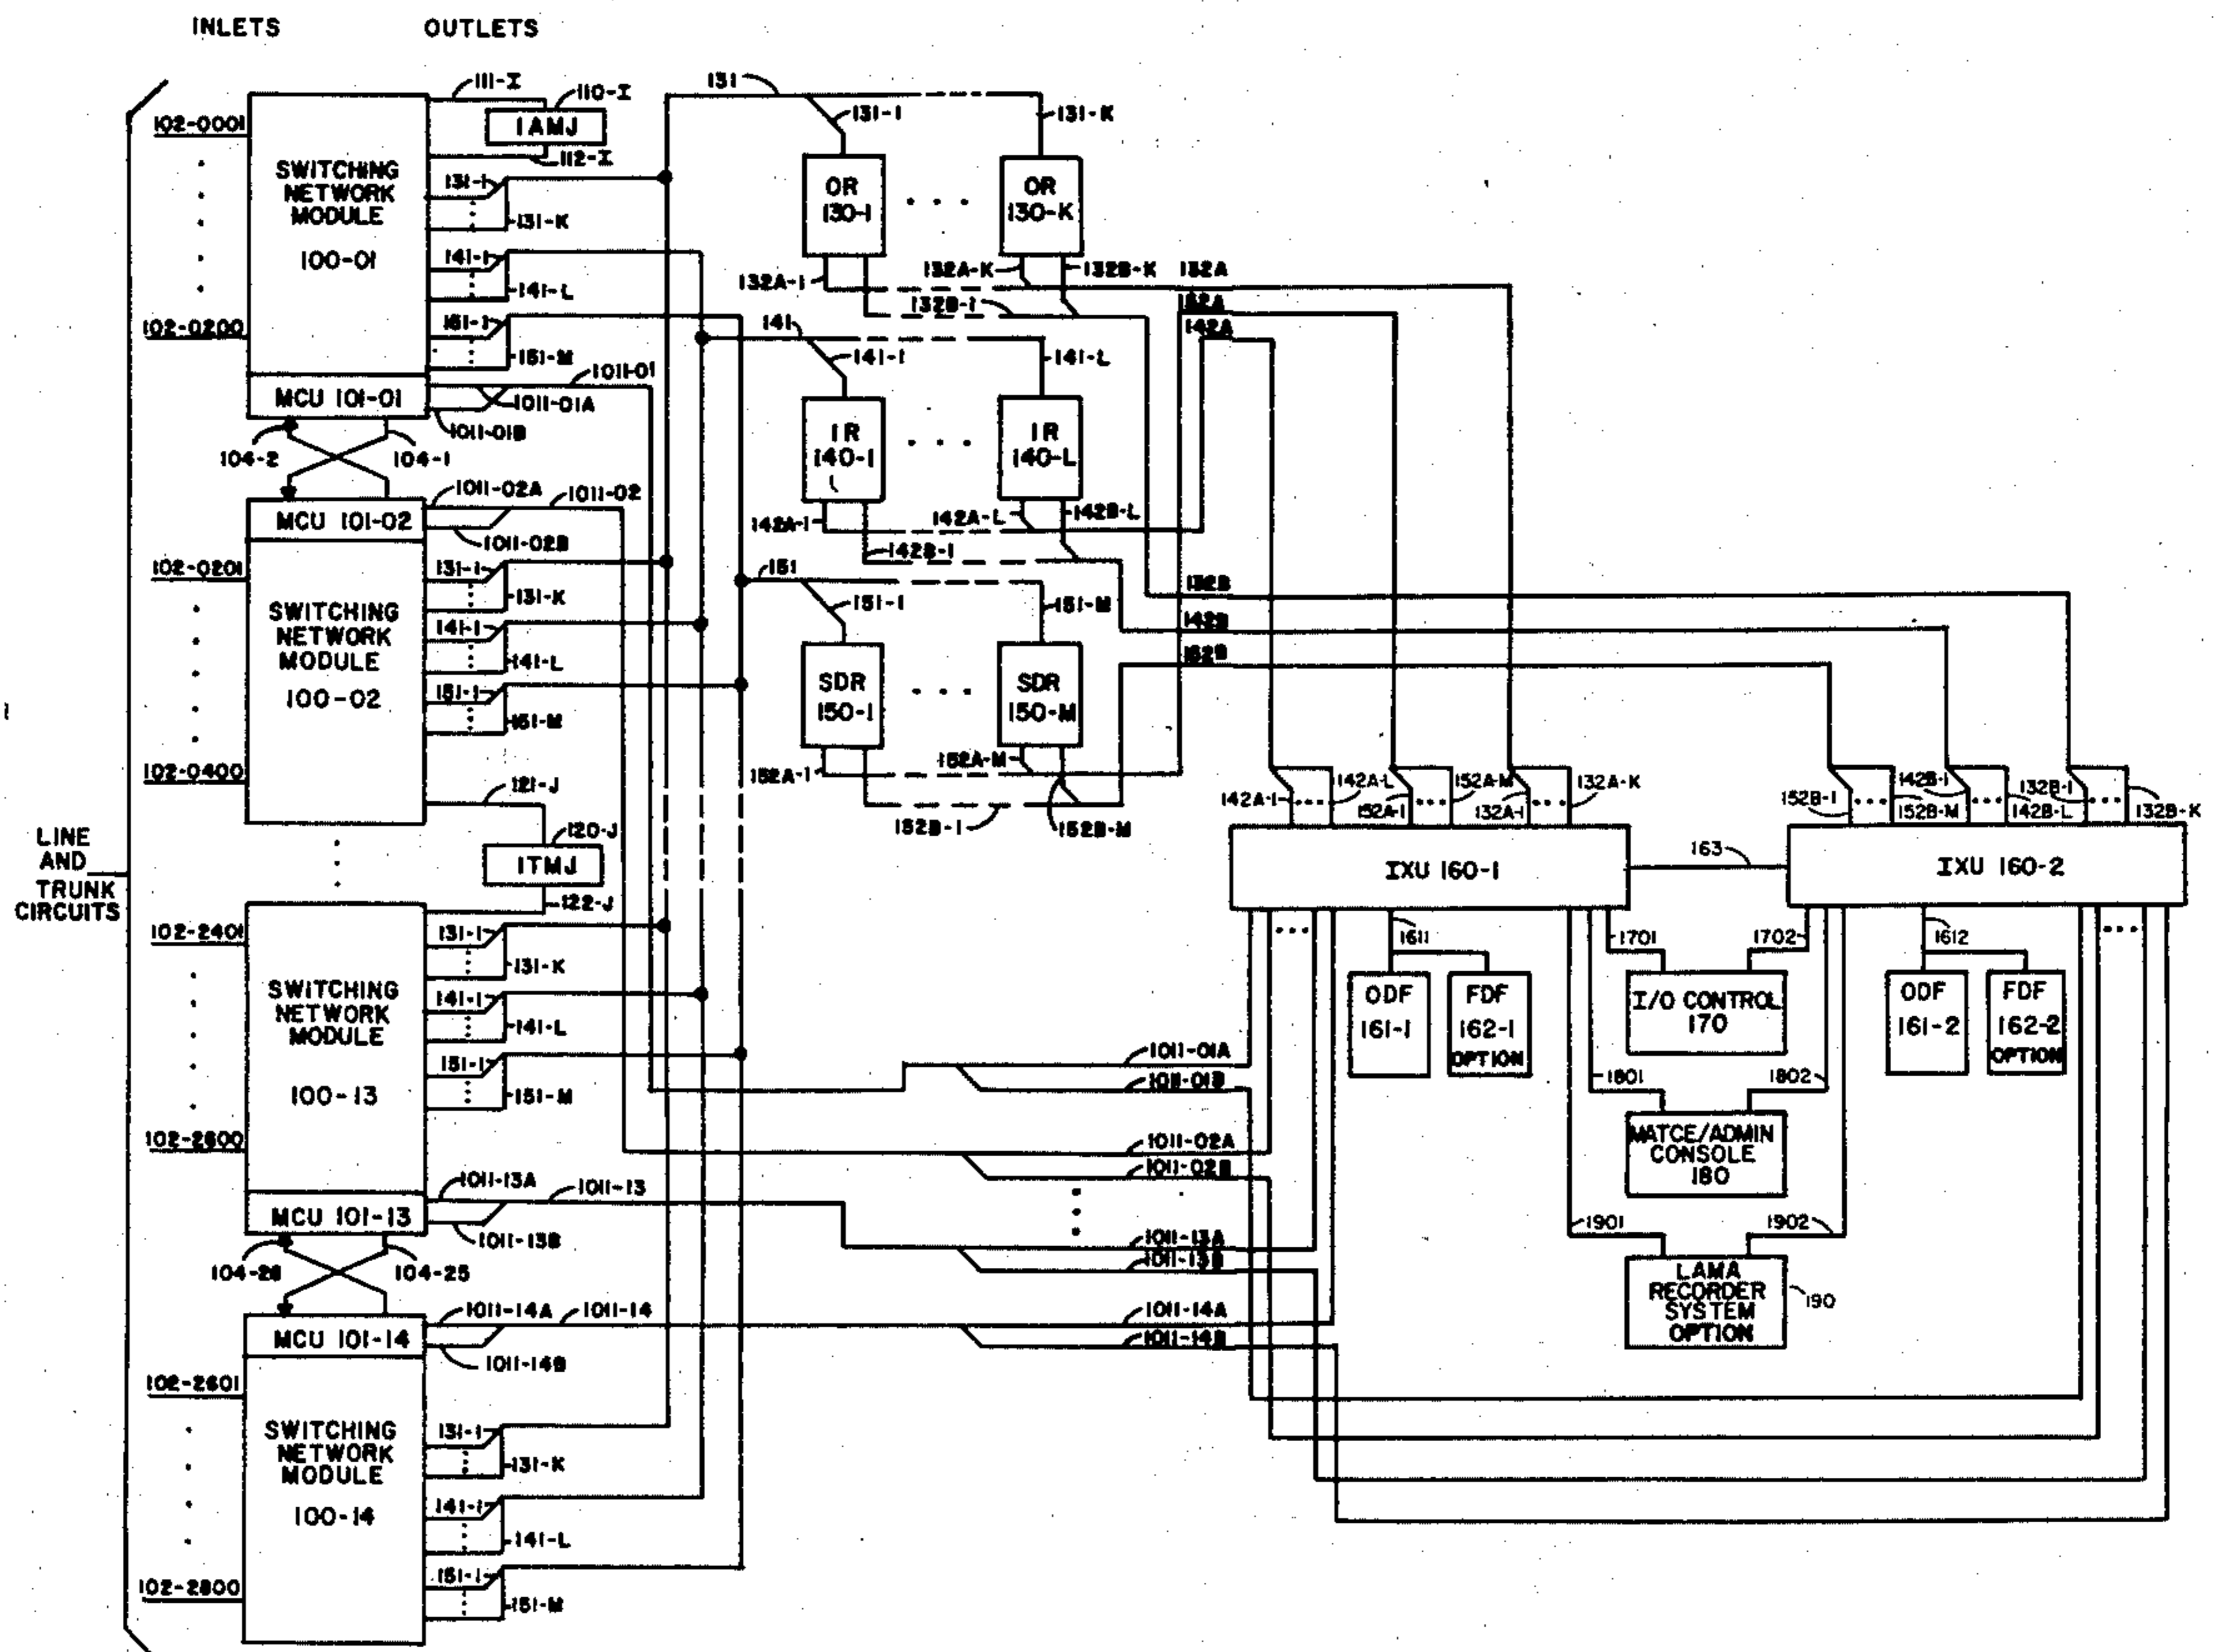 INLETS
OUTLETS
111-I
110-I
IAMJ
112-I
102-0001
SWITCHING
NETWORK
MODULE
100-01
131-1
131-K
141-1
141-L
151-1
151-M
102-0200
MCU 101-01
1011-01
1011-01A
1011-01B
104-2
104-1
1011-02A
1011-02
MCU 101-02
1011-02B
102-0201
131-1
131-K
SWITCHING
NETWORK
MODULE
100-02
141-1
141-L
151-1
151-M
102-0400
121-J
120-J
ITMJ
122-J
LINE
AND
TRUNK
CIRCUITS
102-2401
131-1
131-K
SWITCHING
NETWORK
MODULE
100-13
141-1
141-L
151-1
151-M
102-2600
1011-13A
1011-13
MCU 101-13
1011-13B
104-26
104-25
1011-14A
1011-14
MCU 101-14
1011-14B
102-2601
SWITCHING
NETWORK
MODULE
100-14
131-1
131-K
141-1
141-L
151-1
151-M
102-2800
131
131-1
131-K
OR
130-1
OR
130-K
132A-1
132A-K
132B-K
132A
132B-1
152A
142A
141
141-1
141-L
IR
140-1
IR
140-L
142A-1
142A-L
142B-L
142B-1
151
151-1
151-M
132B
142B
152B
SDR
150-1
SDR
150-M
152A-1
152A-M
152B-1
152B-M
142A-1
142A-L
152A-1
152A-M
132A-1
132A-K
152B-1
152B-M
142B-1
142B-L
132B-1
132B-K
IXU 160-1
163
IXU 160-2
1611
1701
1702
1612
ODF
161-1
FDF
162-1
OPTION
I/O CONTROL
170
ODF
161-2
FDF
162-2
OPTION
1801
1802
MATCE/ADMIN
CONSOLE
180
1901
1902
LAMA
RECORDER
SYSTEM
OPTION
190
1011-01A
1011-01B
1011-02A
1011-02B
1011-13A
1011-13B
1011-14A
1011-14B